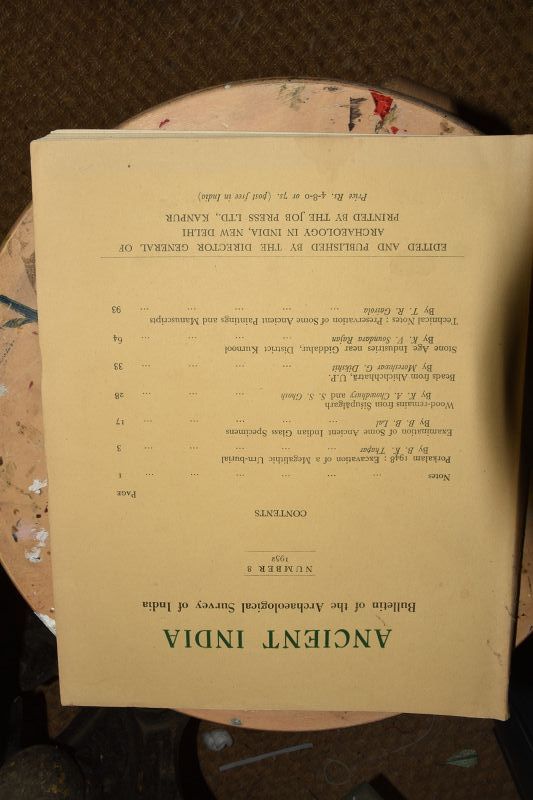 ANCIENT INDIA
Bulletin of the Archaeological Survey of India
NUMBER 8
1952
CONTENTS
PAGE
Notes ... ... ... ... ... 1
Porkalam 1948 : Excavation of a Megalithic Urn-burial
By B. K. Thapar ... ... ... ... 3
Examination of Some Ancient Indian Glass Specimens
By B. B. Lal ... ... ... ... 17
Wood-remains from Śiśupālgarh
By K. A. Chowdhury and S. S. Ghosh ... ... ... 28
Beads from Ahichchhatrā, U.P.
By Moreshwar G. Dikshit ... ... ... ... 33
Stone Age Industries near Giddalur, District Kurnool
By K. V. Soundara Rajan ... ... ... ... 64
Technical Notes : Preservation of Some Ancient Paintings and Manuscripts
By T. R. Gairola ... ... ... ... ... 93
EDITED AND PUBLISHED BY THE DIRECTOR GENERAL OF
ARCHAEOLOGY IN INDIA, NEW DELHI
PRINTED BY THE JOB PRESS LTD., KANPUR
Price Rs. 4-8-0 or 7s. (post free in India)